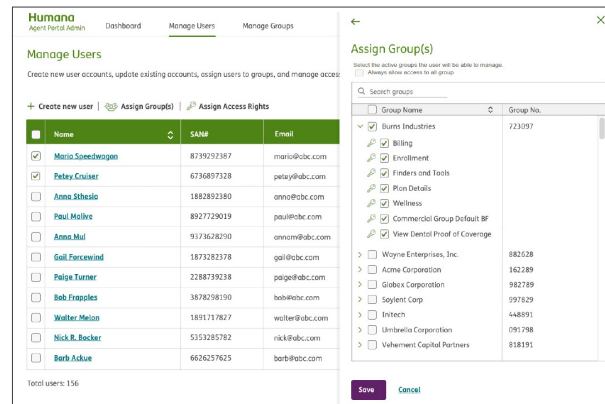 Humana
Agent Portal Admin
Dashboard
Manage Users
Manage Groups
Manage Users
Create new user accounts, update existing accounts, assign users to groups, and manage acces
+ Create new user | Assign Group(s) | Assign Access Rights
Name SAN# Email
Maria Speedwagon 8739292387 maria@abc.com
Petey Cruiser 6736897328 petey@abc.com
Anna Sthesia 1882892380 anna@abc.com
Paul Molive 8927729019 paul@abc.com
Anna Mul 9373628290 annam@abc.com
Gail Forcewind 1873282378 gail@abc.com
Paige Turner 2288739238 paige@abc.com
Bob Frapples 3878298190 bob@abc.com
Walter Melon 1891717827 walter@abc.com
Nick R. Bocker 5353285782 nick@abc.com
Barb Ackue 6626257625 barb@abc.com
Total users: 156
Assign Group(s)
Select the active groups the user will be able to manage.
Always allow access to all group
Search groups
Group Name Group No.
Burns Industries 723097
Billing
Enrollment
Finders and Tools
Plan Details
Wellness
Commercial Group Default BF
View Dental Proof of Coverage
Wayne Enterprises, Inc. 882628
Acme Corporation 162289
Globex Corporation 982789
Soylent Corp 997829
Initech 448891
Umbrella Corporation 091798
Vehement Capital Partners 818191
Save Cancel